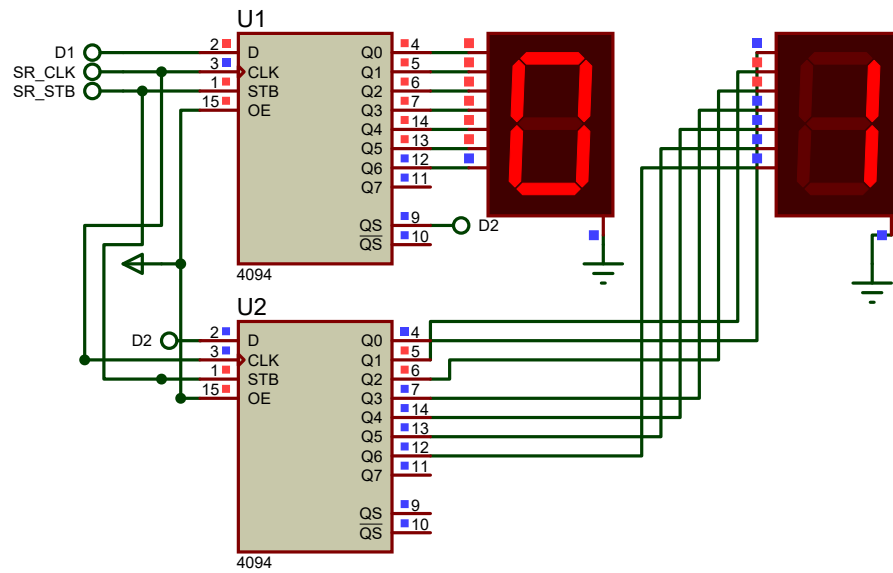 U1
D1 2 D Q0 4
SR_CLK 3 CLK Q1 5
SR_STB 1 STB Q2 6
15 OE Q3 7
Q4 14
Q5 13
Q6 12
Q7 11
QS 9 D2
QS 10
4094
U2
D2 2 D Q0 4
3 CLK Q1 5
1 STB Q2 6
15 OE Q3 7
Q4 14
Q5 13
Q6 12
Q7 11
QS 9
QS 10
4094
0
1